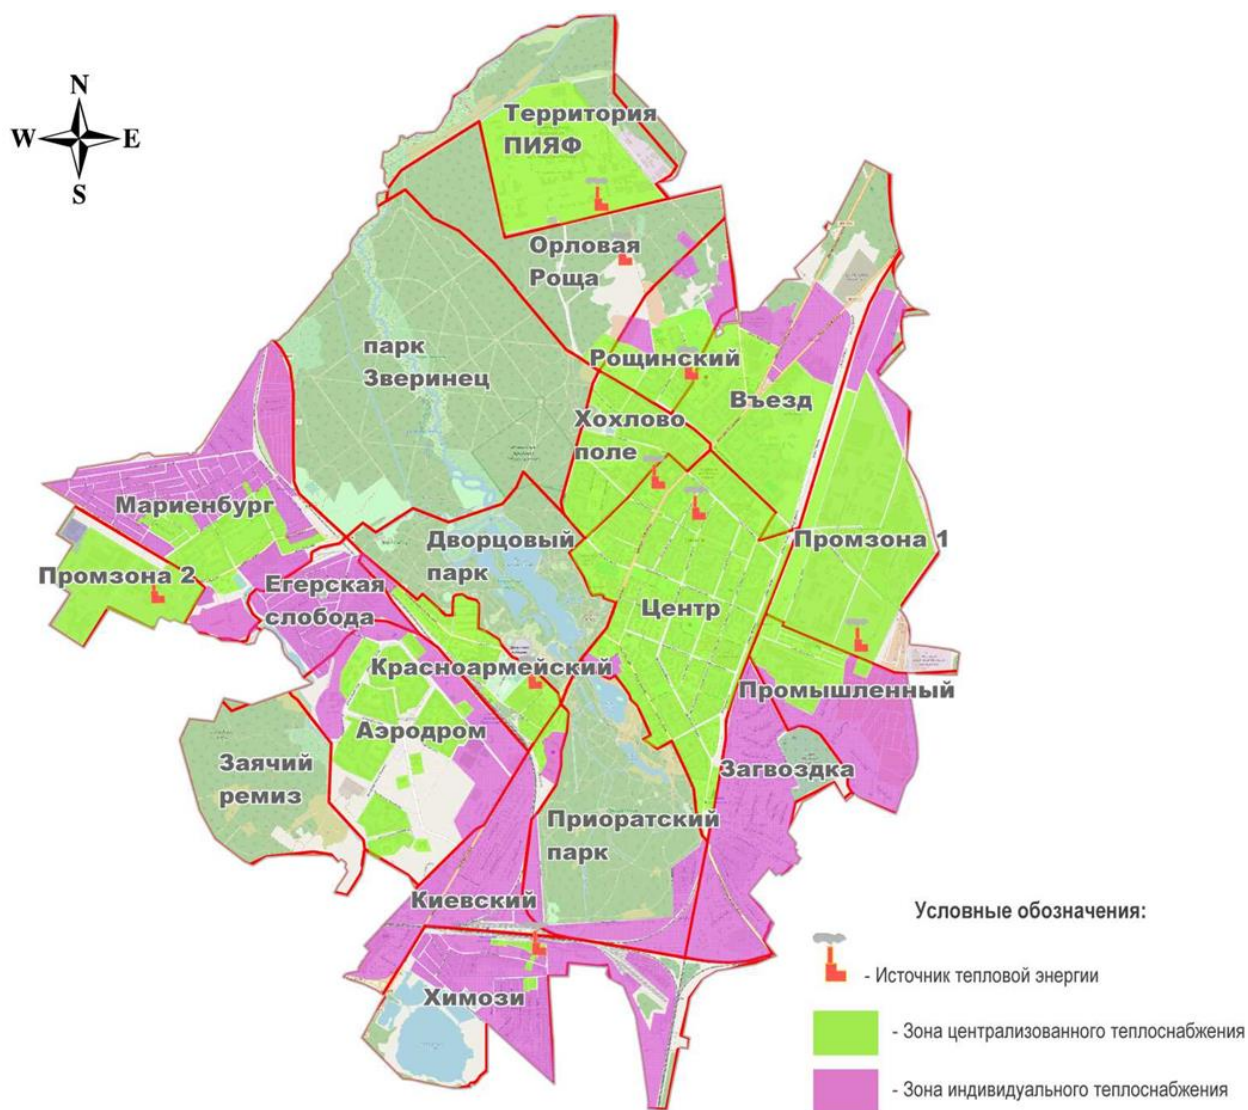 N
W E
S
Территория
ПИЯФ
Орловая
Роща
парк
Зверинец
Рощинский
Въезд
Хохлово
поле
Мариенбург
Дворцовый
парк
Промзона 1
Промзона 2
Егерская
слобода
Центр
Красноармейский
Промышленный
Аэродром
Заячий
ремиз
Загвоздка
Приоратский
парк
Киевский
Химози
Условные обозначения:
- Источник тепловой энергии
- Зона централизованного теплоснабжения
- Зона индивидуального теплоснабжения